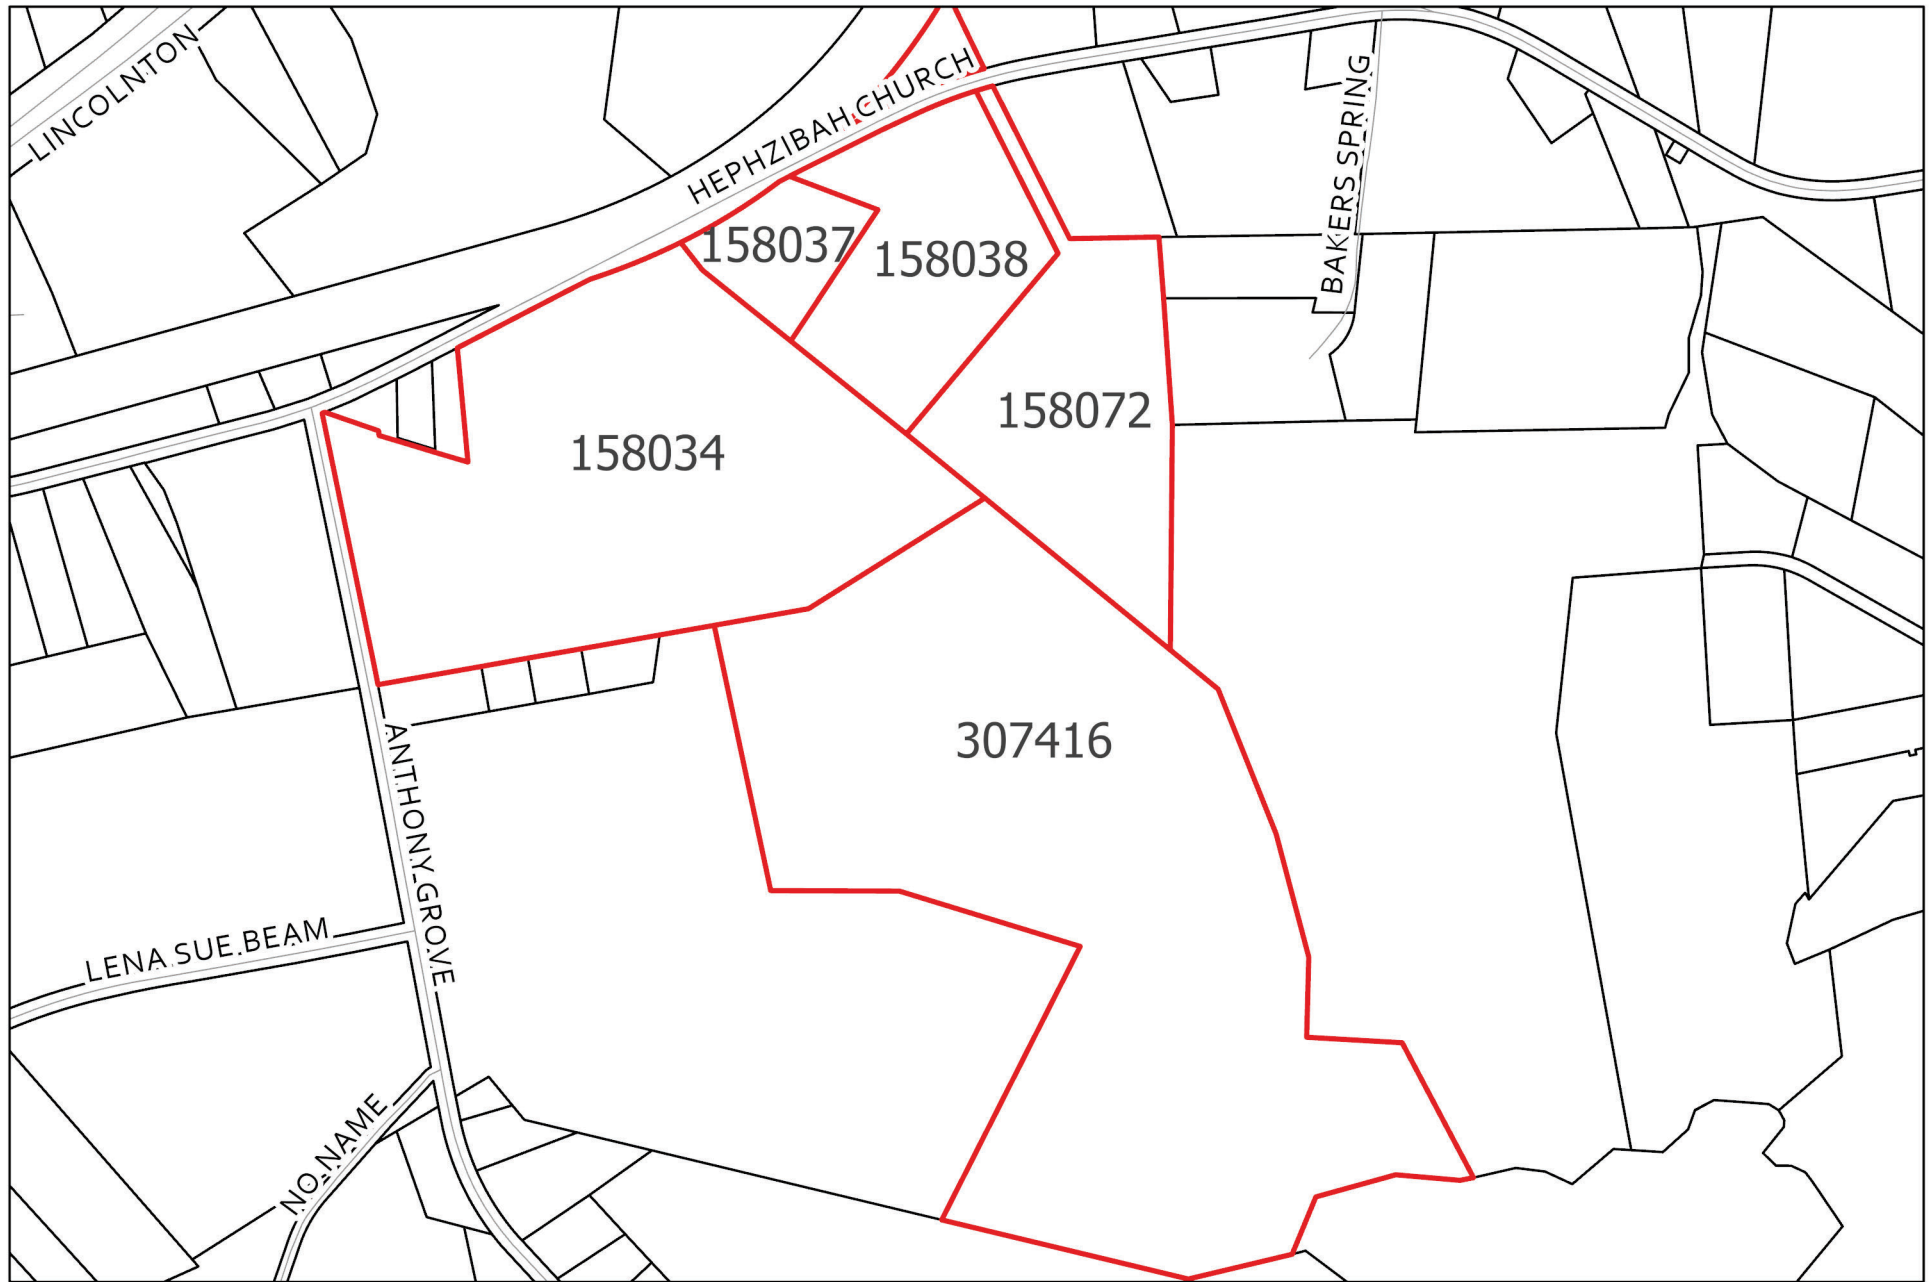 LINCOLNTON
HEPHZIBAH CHURCH
BAKERS SPRING
158037
158038
158072
158034
307416
ANTHONY GROVE
LENA SUE BEAM
NO NAME